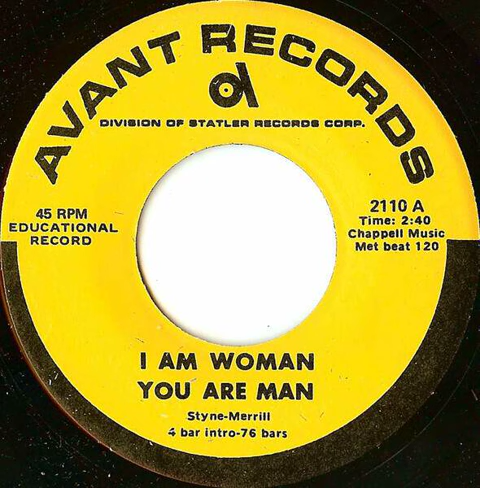 AVANT RECORDS
DIVISION OF STATLER RECORDS CORP.
45 RPM
EDUCATIONAL
RECORD
2110 A
Time: 2:40
Chappell Music
Met beat 120
I AM WOMAN
YOU ARE MAN
Styne-Merrill
4 bar intro-76 bars